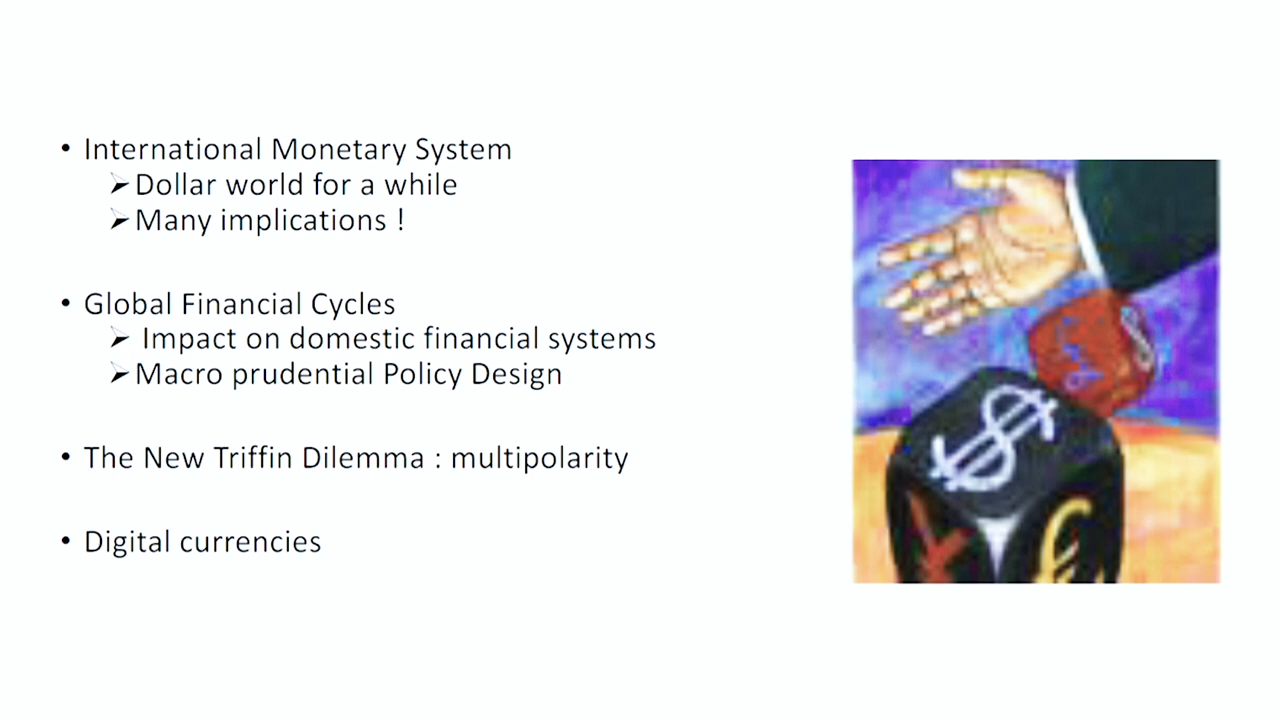 • International Monetary System
➢Dollar world for a while
➢Many implications !
• Global Financial Cycles
➢ Impact on domestic financial systems
➢Macro prudential Policy Design
• The New Triffin Dilemma : multipolarity
• Digital currencies
$
¥ €